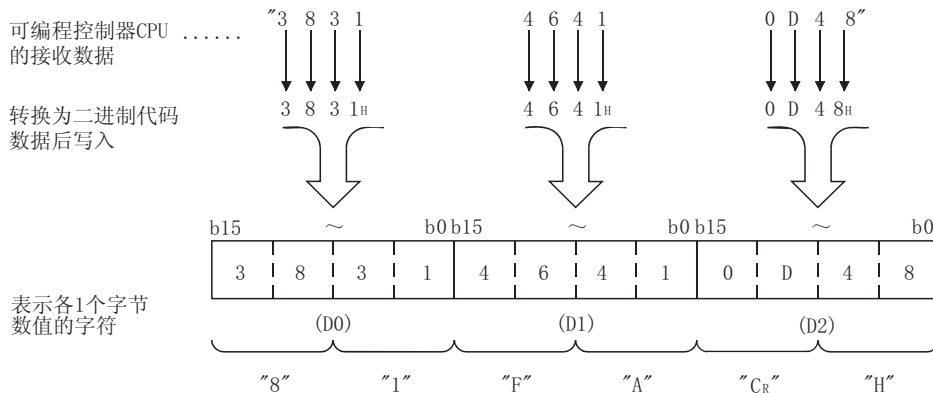 可编程控制器CPU ......
的接收数据
"3 8 3 1 4 6 4 1 0 D 4 8"
转换为二进制代码
数据后写入
3 8 3 1H 4 6 4 1H 0 D 4 8H
b15 ～ b0 b15 ～ b0 b15 ～ b0
3 8 3 1 4 6 4 1 0 D 4 8
表示各1个字节
数值的字符
(D0) (D1) (D2)
"8" "1" "F" "A" "CR" "H"